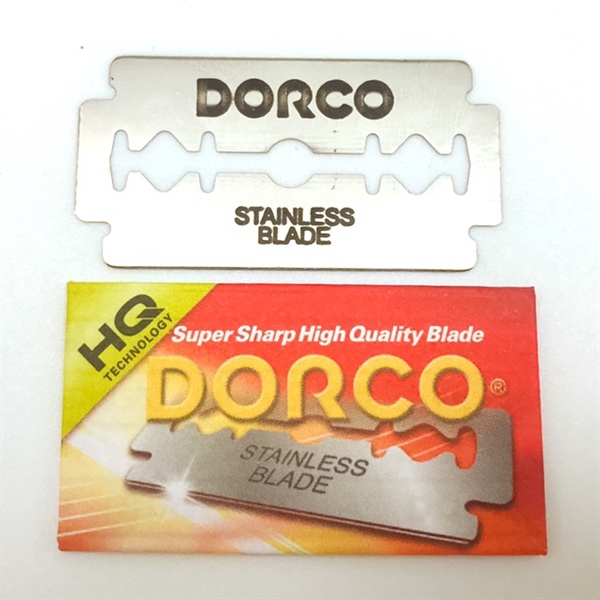 DORCO
STAINLESS
BLADE
HQ
TECHNOLOGY
Super Sharp High Quality Blade
DORCO®
STAINLESS
BLADE